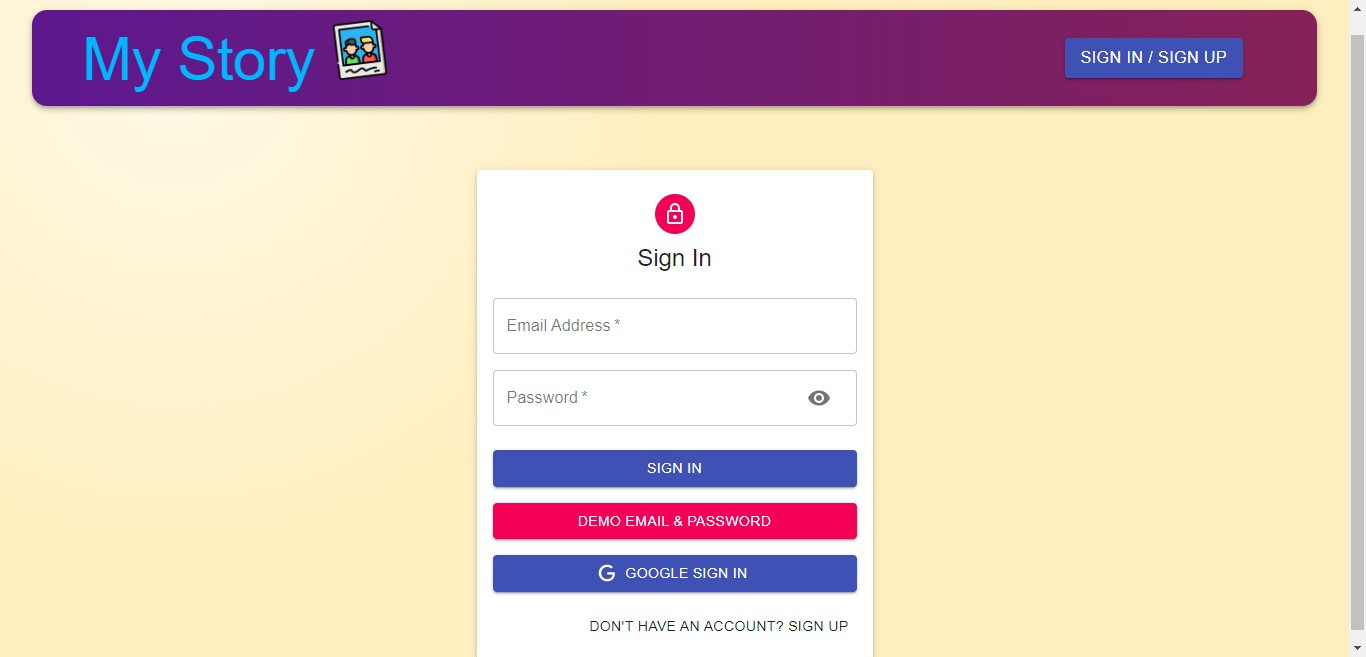 My Story
SIGN IN / SIGN UP
Sign In
Email Address *
Password *
SIGN IN
DEMO EMAIL & PASSWORD
GOOGLE SIGN IN
DON'T HAVE AN ACCOUNT? SIGN UP